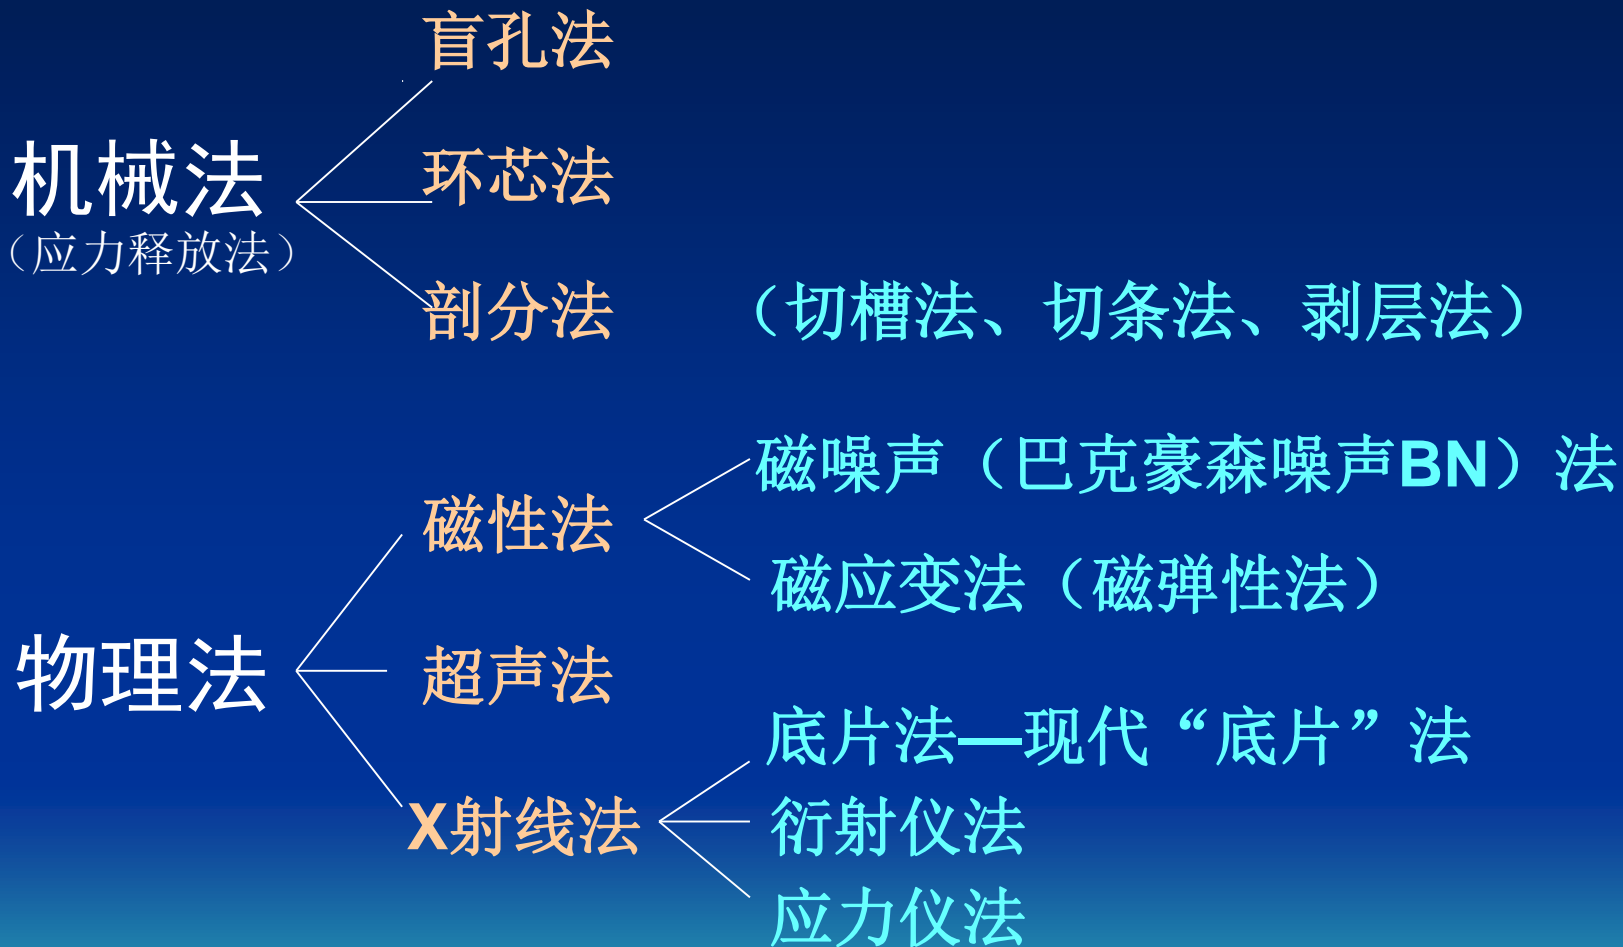 盲孔法
机械法
（应力释放法）
环芯法
剖分法 （切槽法、切条法、剥层法）
磁噪声（巴克豪森噪声BN）法
磁性法
磁应变法（磁弹性法）
物理法
超声法
底片法—现代“底片”法
X射线法
衍射仪法
应力仪法